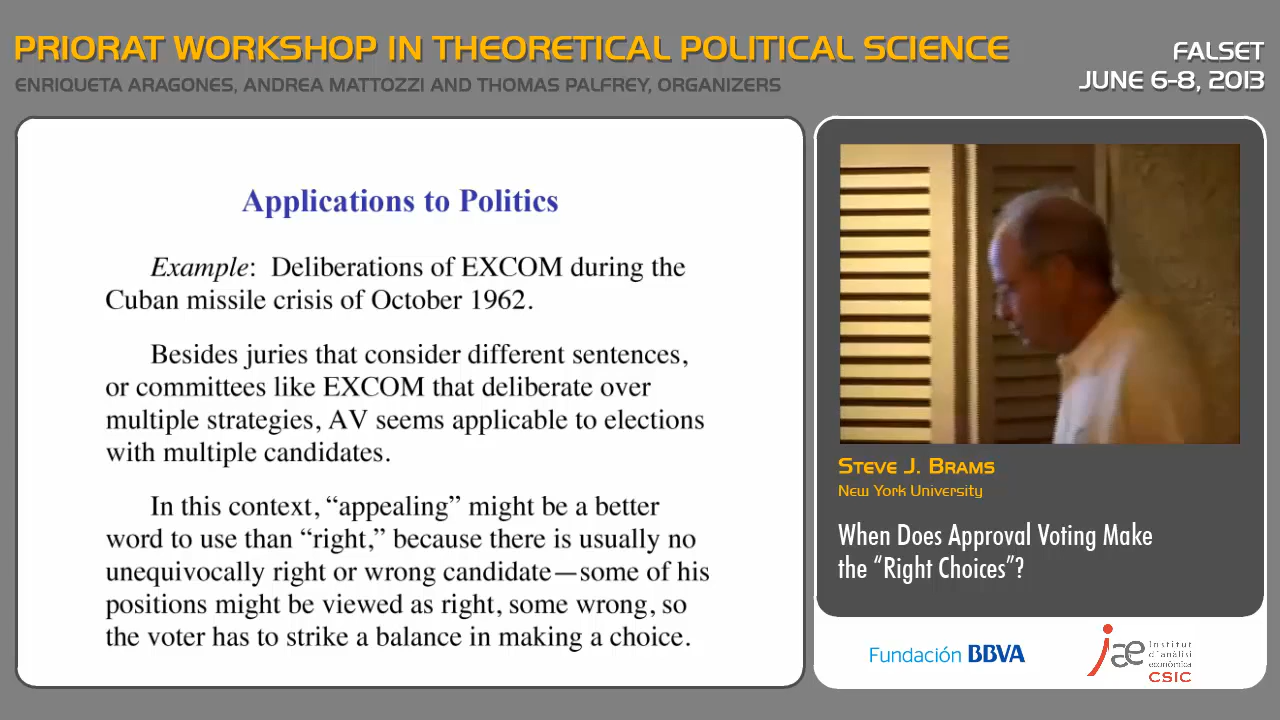 PRIORAT WORKSHOP IN THEORETICAL POLITICAL SCIENCE
ENRIQUETA ARAGONES, ANDREA MATTOZZI AND THOMAS PALFREY, ORGANIZERS
FALSET
JUNE 6-8, 2013
Applications to Politics
Example: Deliberations of EXCOM during the
Cuban missile crisis of October 1962.
Besides juries that consider different sentences,
or committees like EXCOM that deliberate over
multiple strategies, AV seems applicable to elections
with multiple candidates.
In this context, “appealing” might be a better
word to use than “right,” because there is usually no
unequivocally right or wrong candidate—some of his
positions might be viewed as right, some wrong, so
the voter has to strike a balance in making a choice.
Steve J. Brams
New York University
When Does Approval Voting Make
the “Right Choices”?
Fundación BBVA
iae
Institut
d'anàlisi
econòmica
CSIC